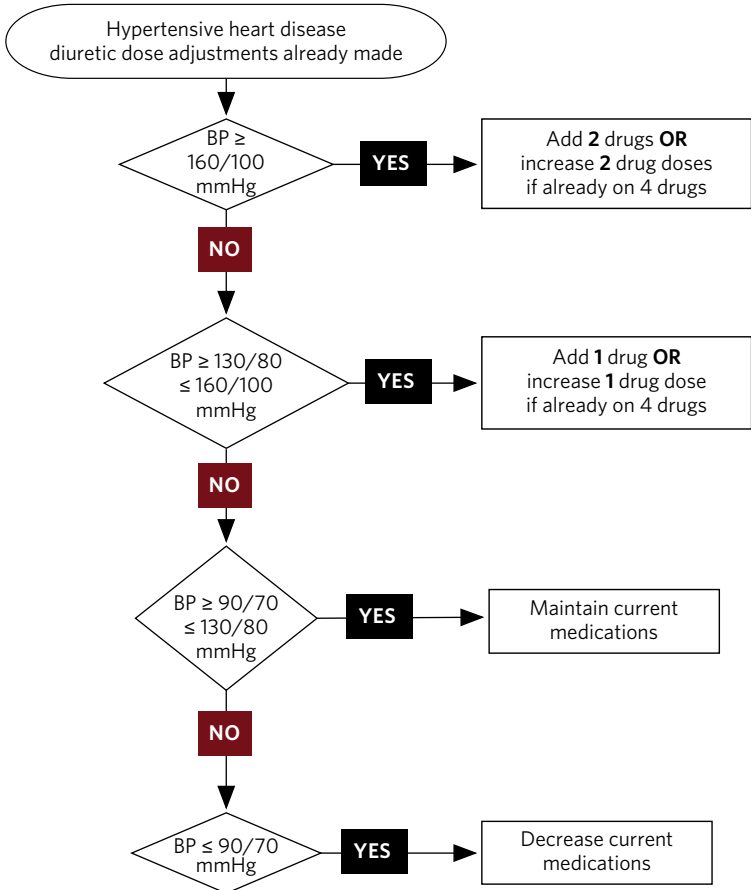 Hypertensive heart disease
diuretic dose adjustments already made
BP ≥
160/100
mmHg
YES
Add 2 drugs OR
increase 2 drug doses
if already on 4 drugs
NO
BP ≥ 130/80
≤ 160/100
mmHg
YES
Add 1 drug OR
increase 1 drug dose
if already on 4 drugs
NO
BP ≥ 90/70
≤ 130/80
mmHg
YES
Maintain current
medications
NO
BP ≤ 90/70
mmHg
YES
Decrease current
medications